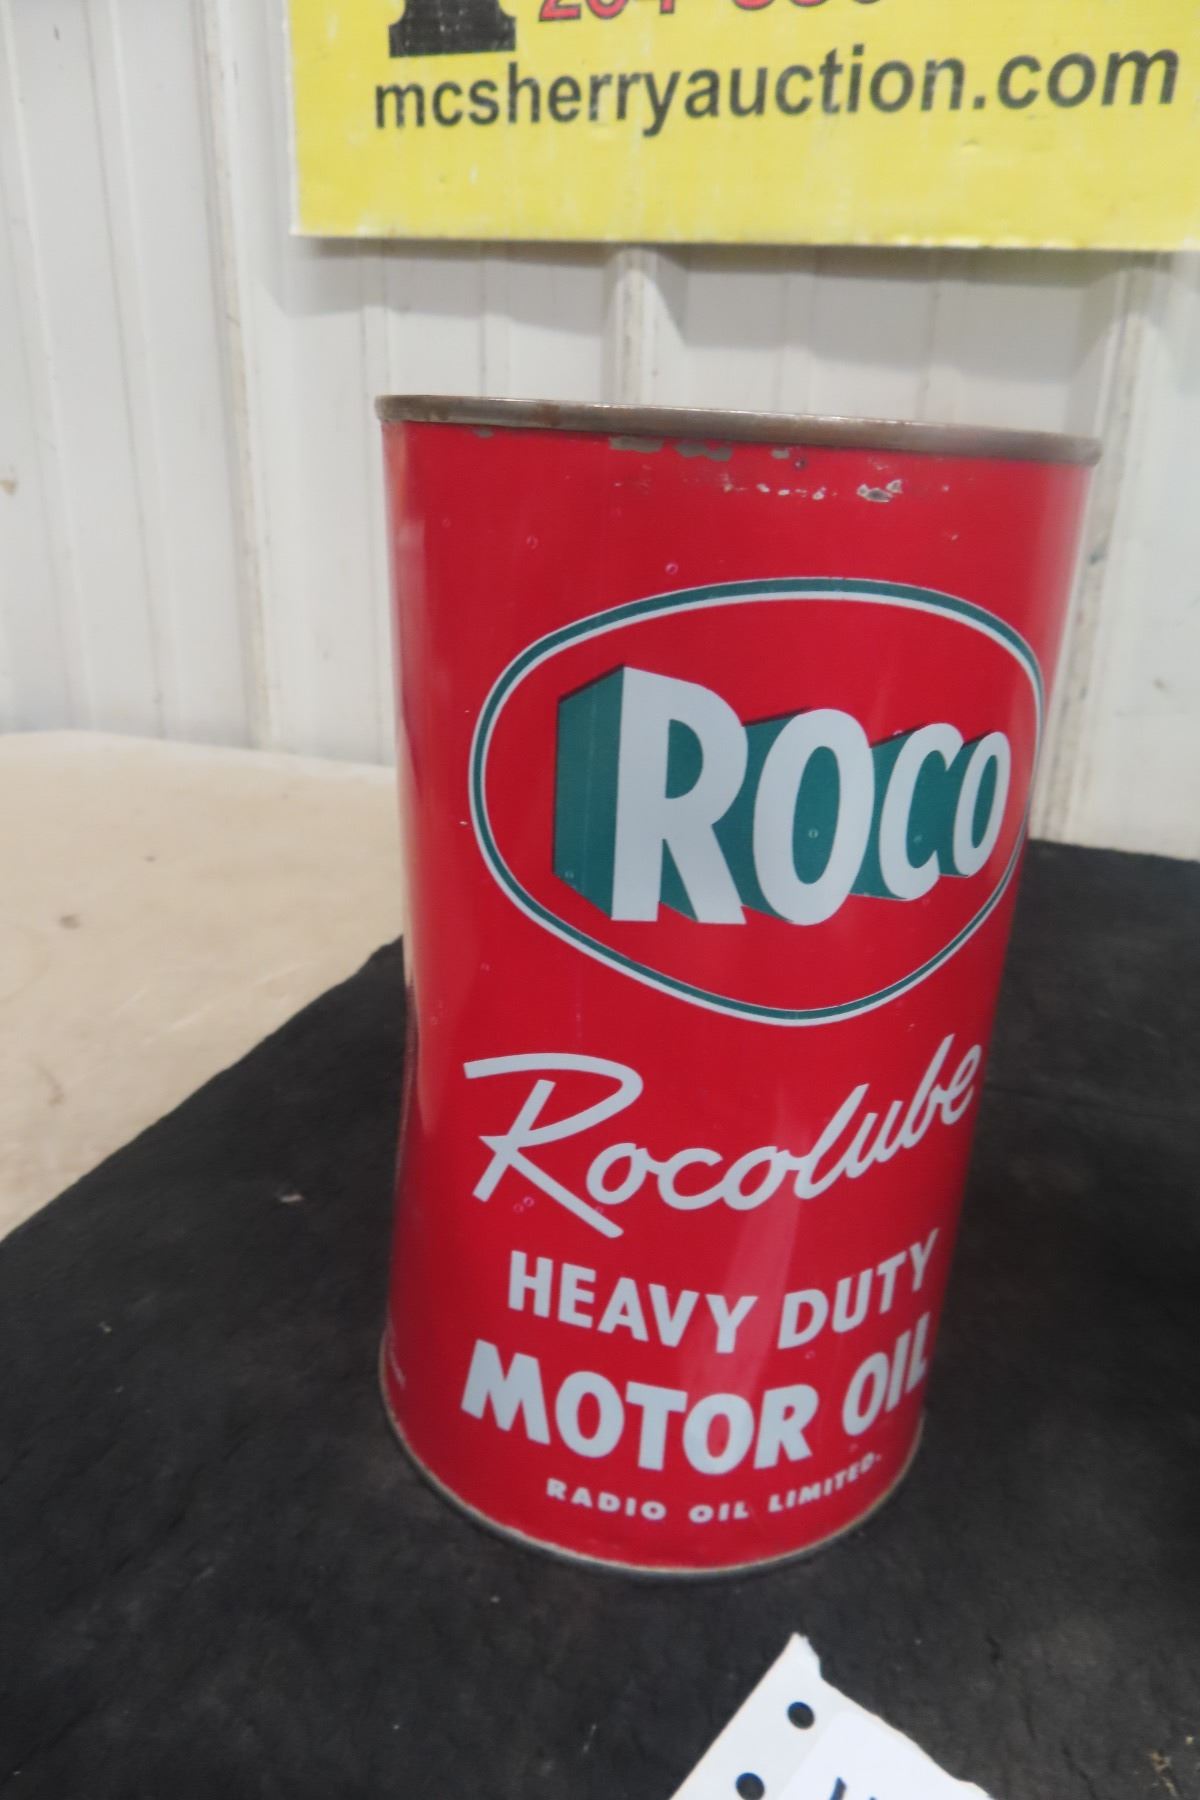 mcsherryauction.com
ROCO
Rocolube
HEAVY DUTY
MOTOR OIL
RADIO OIL LIMITED.